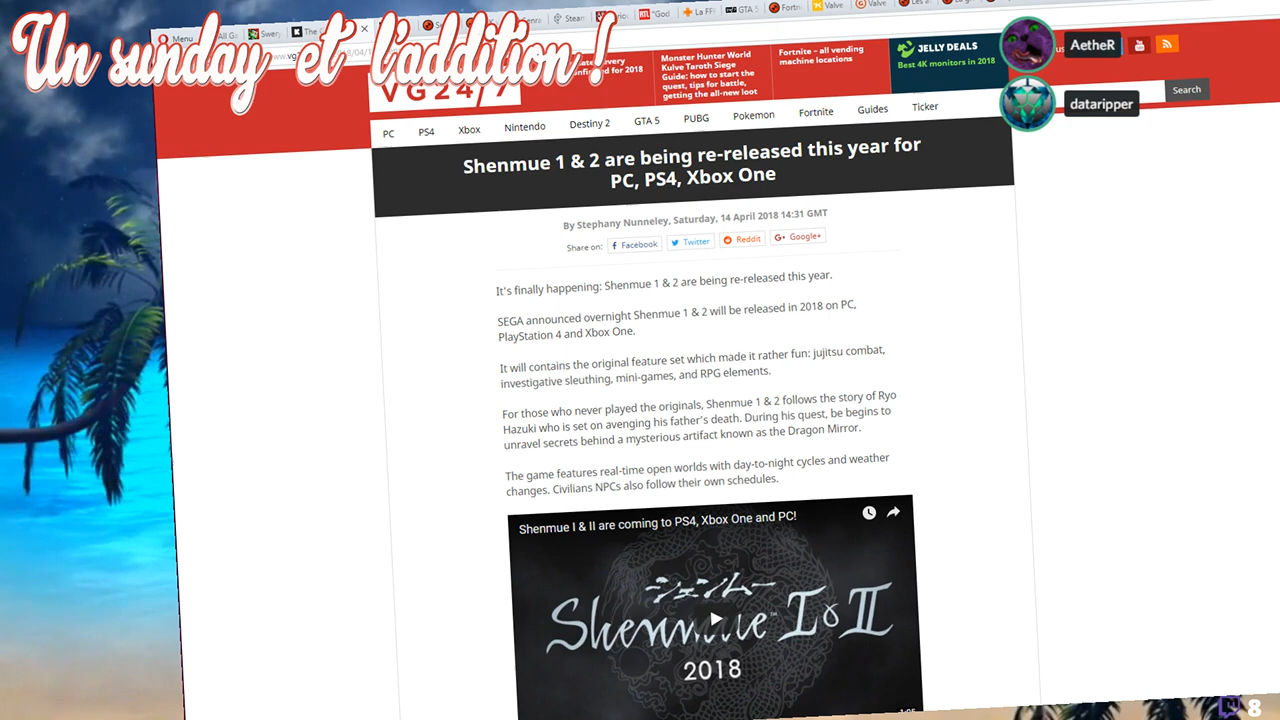 Un sunday et l'addition !
Menu
VG24/7
Monster Hunter World
Kulve Taroth Siege
Guide: how to start the
quest, tips for battle,
getting the all-new loot
Fortnite – all vending
machine locations
JELLY DEALS
Best 4K monitors in 2018
AetheR
dataripper
Search
PC PS4 Xbox Nintendo Destiny 2 GTA 5 PUBG Pokemon Fortnite Guides Ticker
Shenmue 1 & 2 are being re-released this year for
PC, PS4, Xbox One
By Stephany Nunneley, Saturday, 14 April 2018 14:31 GMT
Share on: Facebook Twitter Reddit Google+
It's finally happening: Shenmue 1 & 2 are being re-released this year.
SEGA announced overnight Shenmue 1 & 2 will be released in 2018 on PC,
PlayStation 4 and Xbox One.
It will contains the original feature set which made it rather fun: jujitsu combat,
investigative sleuthing, mini-games, and RPG elements.
For those who never played the originals, Shenmue 1 & 2 follows the story of Ryo
Hazuki who is set on avenging his father's death. During his quest, be begins to
unravel secrets behind a mysterious artifact known as the Dragon Mirror.
The game features real-time open worlds with day-to-night cycles and weather
changes. Civilians NPCs also follow their own schedules.
Shenmue I & II are coming to PS4, Xbox One and PC!
シェンムー
Shenmue I & II
2018
8